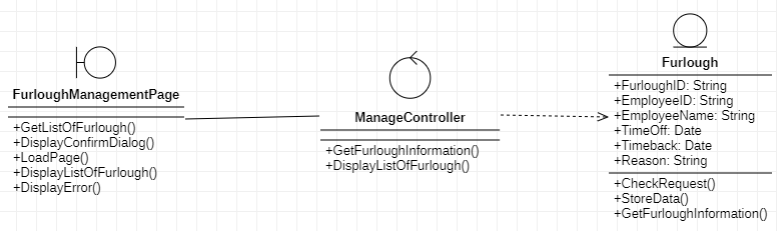 FurloughManagementPage
+GetListOfFurlough()
+DisplayConfirmDialog()
+LoadPage()
+DisplayListOfFurlough()
+DisplayError()
ManageController
+GetFurloughInformation()
+DisplayListOfFurlough()
Furlough
+FurloughID: String
+EmployeeID: String
+EmployeeName: String
+TimeOff: Date
+Timeback: Date
+Reason: String
+CheckRequest()
+StoreData()
+GetFurloughInformation()